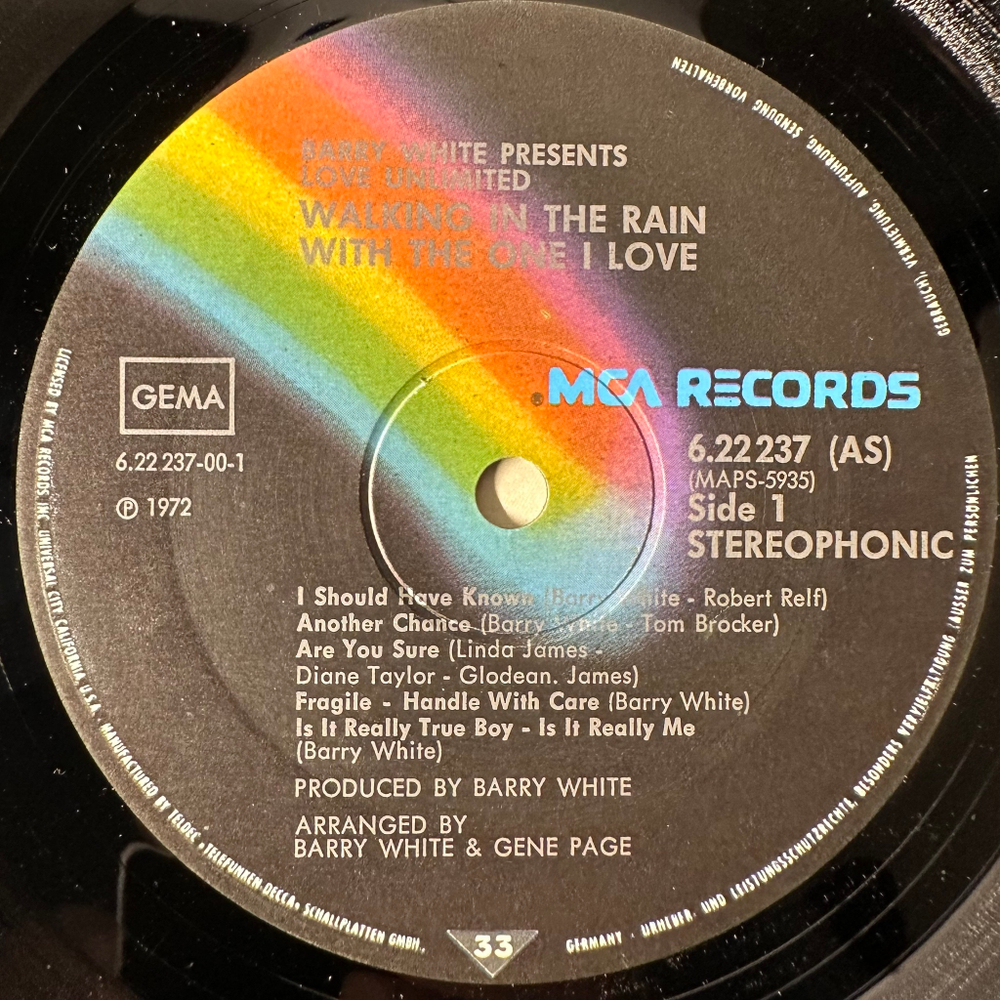 BARRY WHITE PRESENTS
LOVE UNLIMITED
WALKING IN THE RAIN
WITH THE ONE I LOVE
MCA RECORDS
GEMA
6.22 237-00-1
℗ 1972
6.22 237 (AS)
(MAPS-5935)
Side 1
STEREOPHONIC
I Should Have Known (Barry White - Robert Relf)
Another Chance (Barry White - Tom Brocker)
Are You Sure (Linda James -
Diane Taylor - Glodean. James)
Fragile - Handle With Care (Barry White)
Is It Really True Boy - Is It Really Me
(Barry White)
PRODUCED BY BARRY WHITE
ARRANGED BY
BARRY WHITE & GENE PAGE
33
LICENSED BY MCA RECORDS, INC. UNIVERSAL CITY, CALIFORNIA U.S.A. MANUFACTURED BY TELDEC »TELEFUNKEN-DECCA« SCHALLPLATTEN GMBH.,
GERMANY · URHEBER- UND LEISTUNGSSCHUTZRECHTE, BESONDERS VERVIELFÄLTIGUNG (AUSSER ZUM PERSÖNLICHEN
GEBRAUCH), VERMIETUNG, AUFFÜHRUNG, SENDUNG VORBEHALTEN